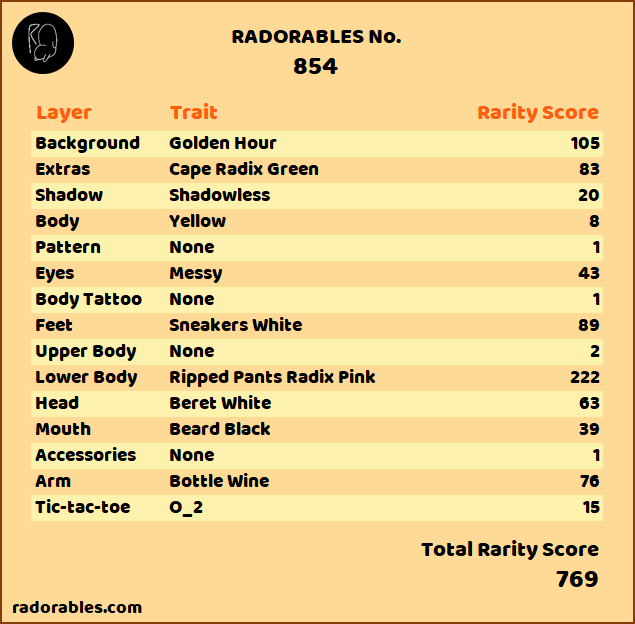 RADORABLES No.
854
Layer Trait Rarity Score
Background Golden Hour 105
Extras Cape Radix Green 83
Shadow Shadowless 20
Body Yellow 8
Pattern None 1
Eyes Messy 43
Body Tattoo None 1
Feet Sneakers White 89
Upper Body None 2
Lower Body Ripped Pants Radix Pink 222
Head Beret White 63
Mouth Beard Black 39
Accessories None 1
Arm Bottle Wine 76
Tic-tac-toe O_2 15
Total Rarity Score
769
radorables.com